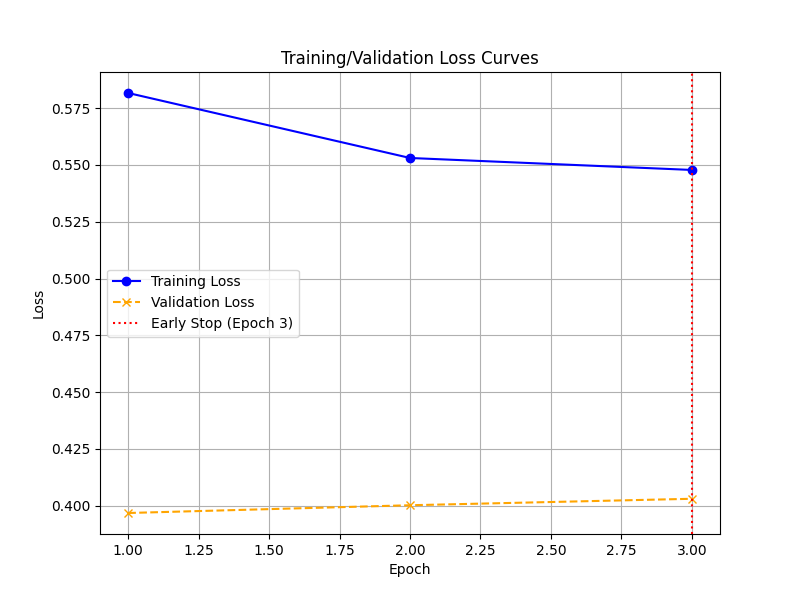 Training/Validation Loss Curves
0.575
0.550
0.525
0.500
0.475
0.450
0.425
0.400
Loss
Training Loss
Validation Loss
Early Stop (Epoch 3)
1.00 1.25 1.50 1.75 2.00 2.25 2.50 2.75 3.00
Epoch